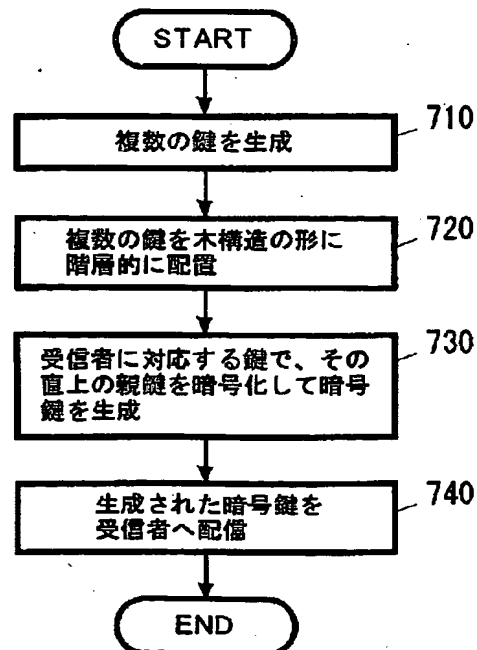 START
複数の鍵を生成
710
複数の鍵を木構造の形に
階層的に配置
720
受信者に対応する鍵で、その
直上の親鍵を暗号化して暗号
鍵を生成
730
生成された暗号鍵を
受信者へ配信
740
END